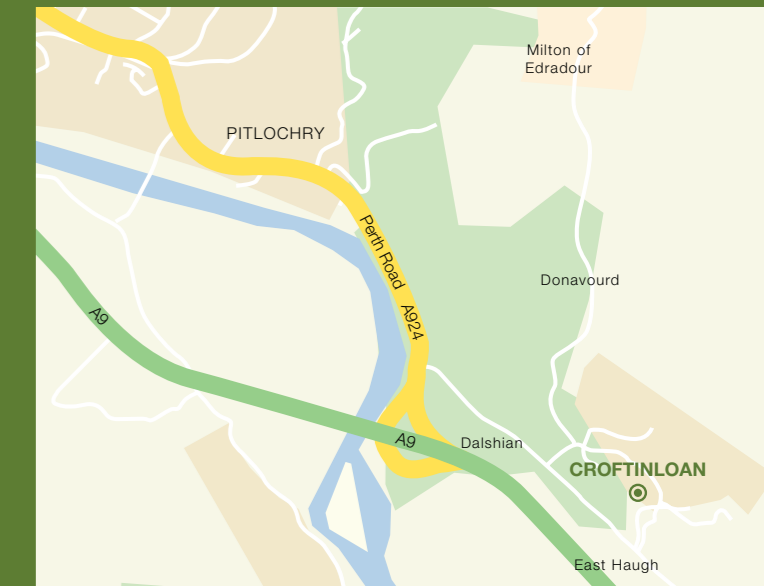 Milton of
Edradour
PITLOCHRY
Perth Road A924
Donavourd
A9
A9
Dalshian
CROFTINLOAN
East Haugh